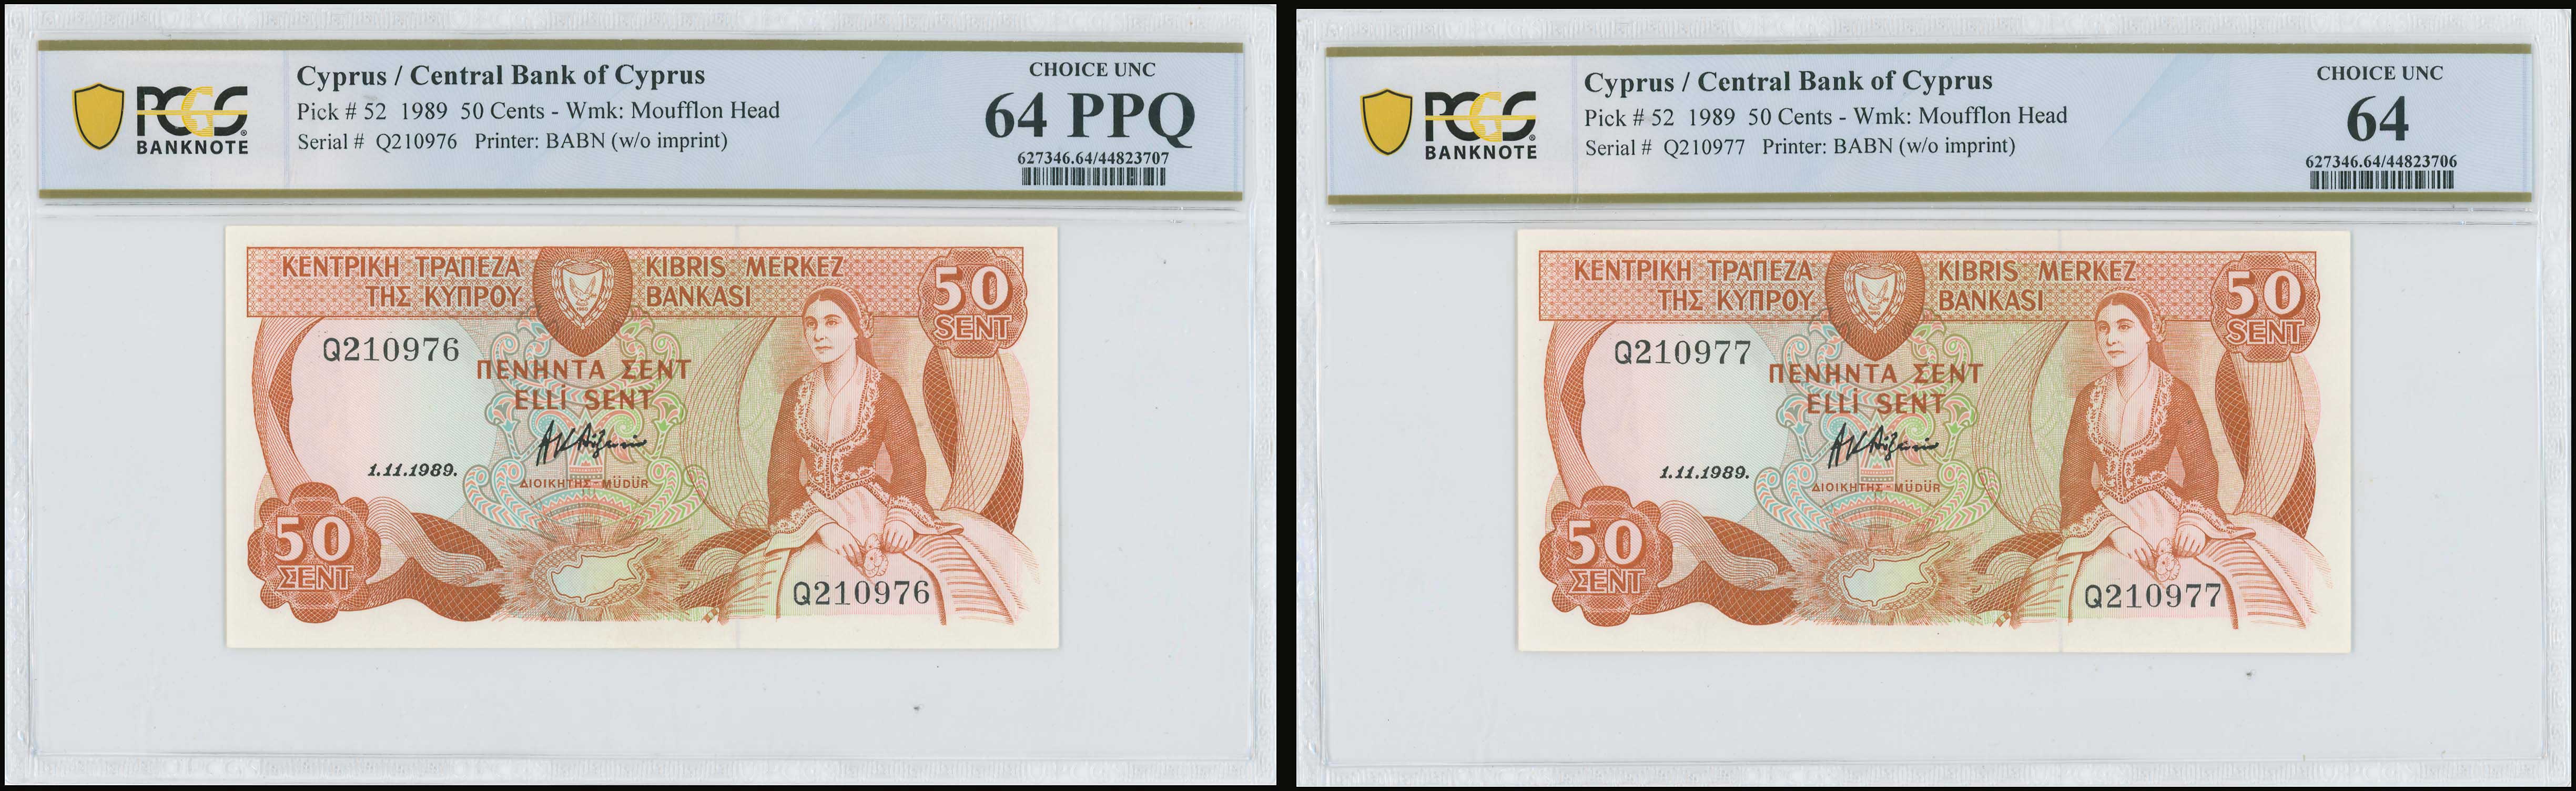 PCGS
BANKNOTE
Cyprus / Central Bank of Cyprus
Pick # 52 1989 50 Cents - Wmk: Moufflon Head
Serial # Q210976 Printer: BABN (w/o imprint)
CHOICE UNC
64 PPQ
627346.64/44823707
ΚΕΝΤΡΙΚΗ ΤΡΑΠΕΖΑ
ΤΗΣ ΚΥΠΡΟΥ
KIBRIS MERKEZ
BANKASI
50
SENT
Q210976
ΠΕΝΗΝΤΑ ΣΕΝΤ
ELLİ SENT
1.11.1989.
ΔΙΟΙΚΗΤΗΣ - MÜDÜR
50
ΣΕΝΤ
Q210976
PCGS
BANKNOTE
Cyprus / Central Bank of Cyprus
Pick # 52 1989 50 Cents - Wmk: Moufflon Head
Serial # Q210977 Printer: BABN (w/o imprint)
CHOICE UNC
64
627346.64/44823706
ΚΕΝΤΡΙΚΗ ΤΡΑΠΕΖΑ
ΤΗΣ ΚΥΠΡΟΥ
KIBRIS MERKEZ
BANKASI
50
SENT
Q210977
ΠΕΝΗΝΤΑ ΣΕΝΤ
ELLİ SENT
1.11.1989.
ΔΙΟΙΚΗΤΗΣ - MÜDÜR
50
ΣΕΝΤ
Q210977